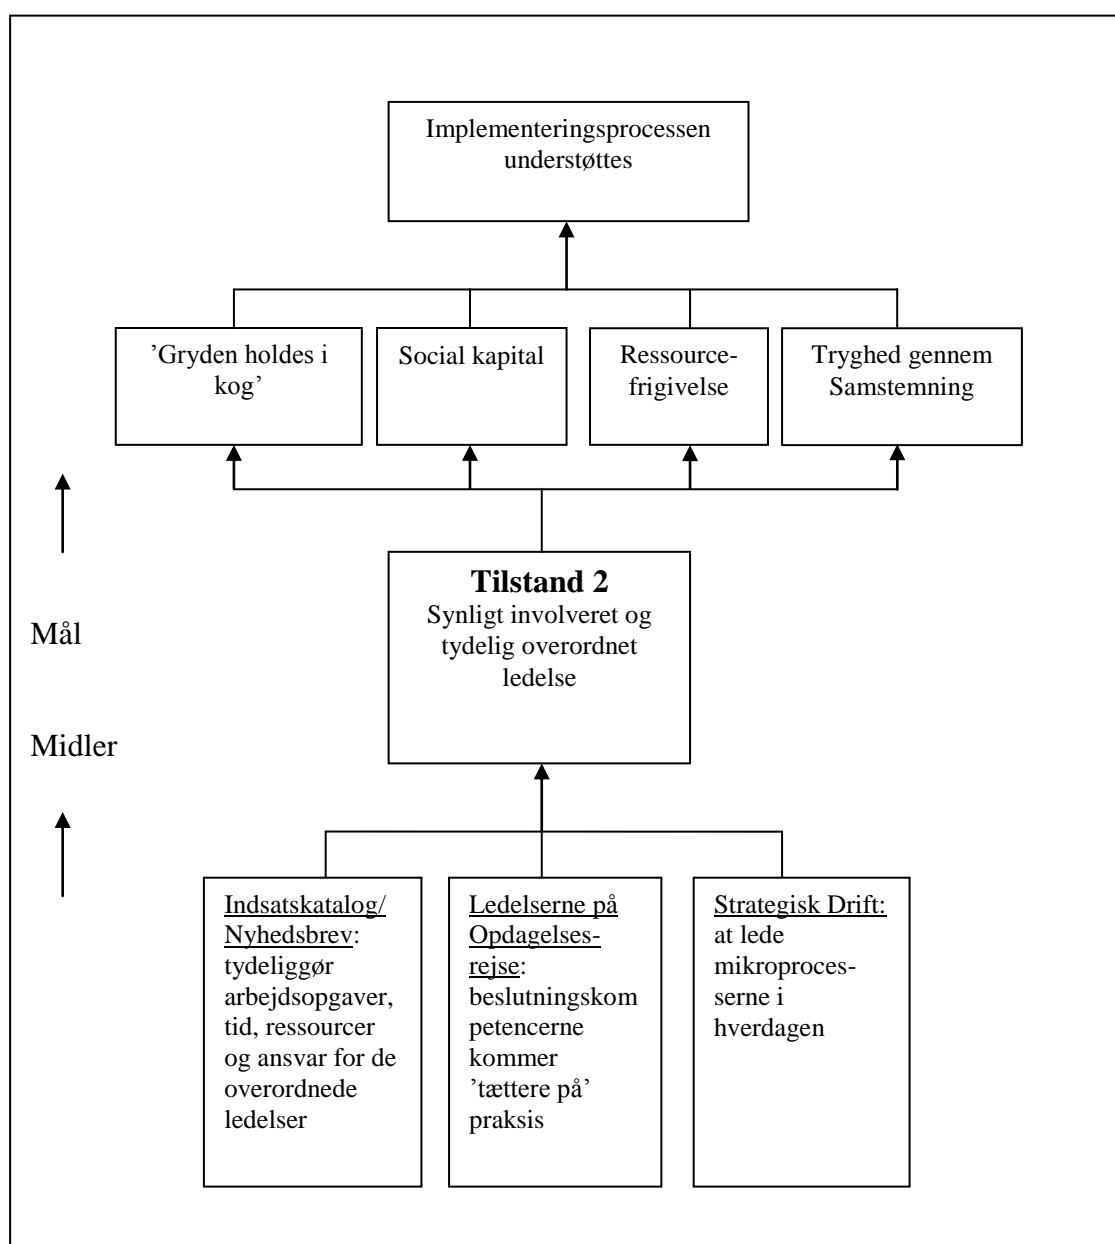 Implementeringsprocessen
understøttes
’Gryden holdes i
kog’
Social kapital
Ressource-
frigivelse
Tryghed gennem
Samstemning
Tilstand 2
Synligt involveret og
tydelig overordnet
ledelse
Mål
Midler
Indsatskatalog/
Nyhedsbrev:
tydeliggør
arbejdsopgaver,
tid, ressourcer
og ansvar for de
overordnede
ledelser
Ledelserne på
Opdagelses-
rejse:
beslutningskom
petencerne
kommer
’tættere på’
praksis
Strategisk Drift:
at lede
mikroproces-
serne i
hverdagen